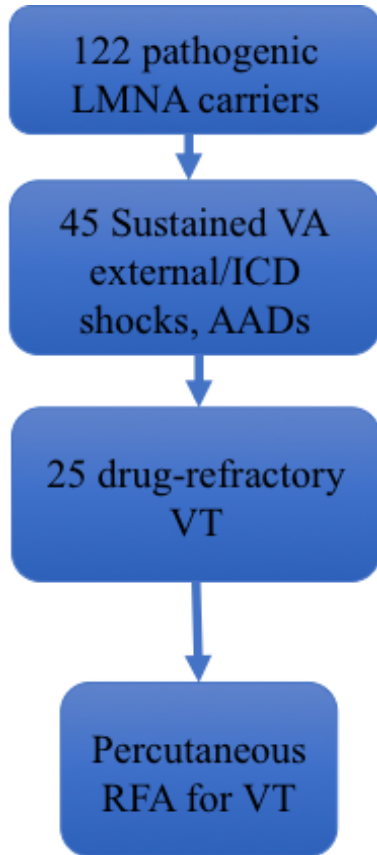 122 pathogenic
LMNA carriers
45 Sustained VA
external/ICD
shocks, AADs
25 drug-refractory
VT
Percutaneous
RFA for VT